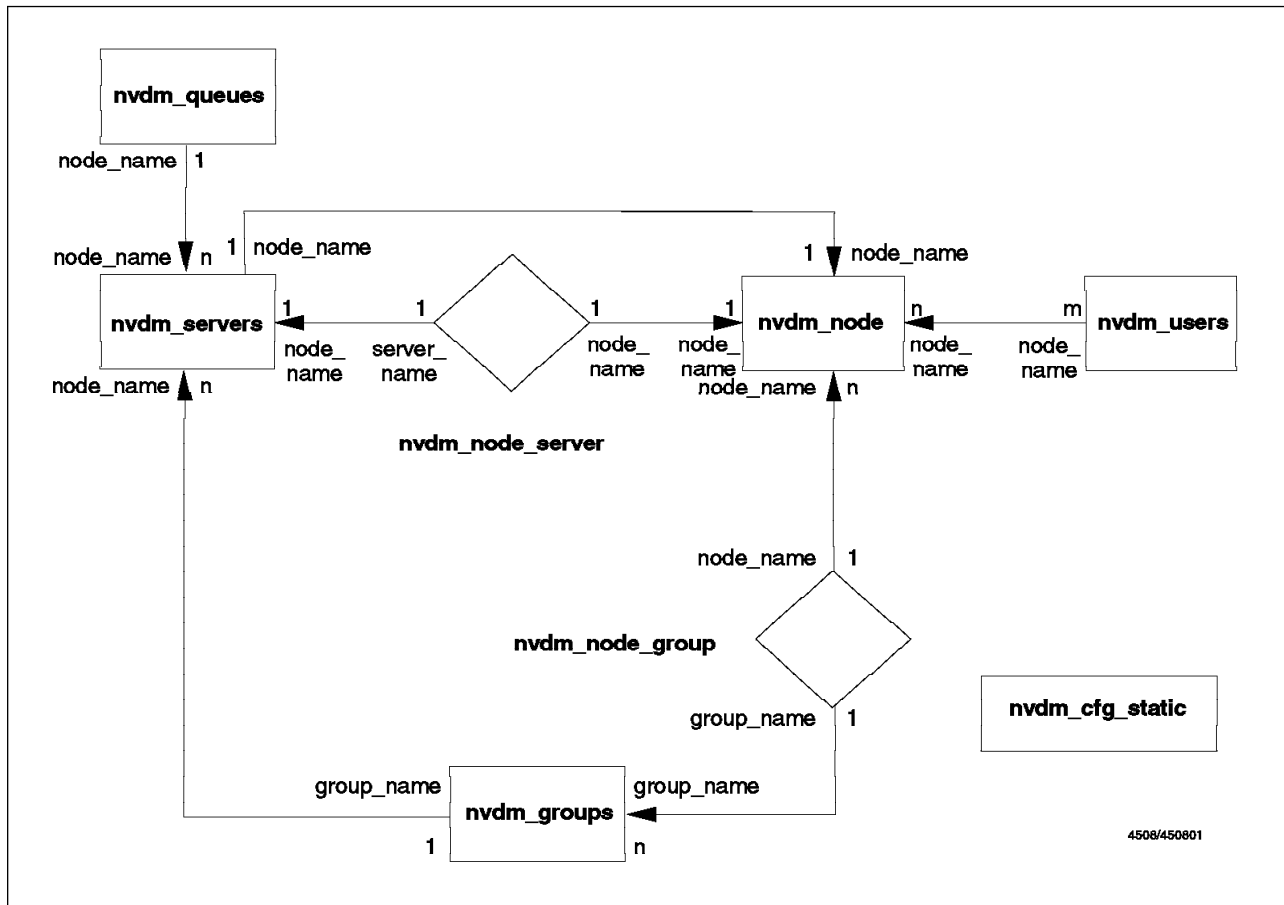 nvdm_queues
node_name 1
node_name n
1 node_name
1 node_name
nvdm_servers
1
node_
name
1
server_
name
1
node_
name
1
node_
name
nvdm_node
n
node_
name
m
node_
name
nvdm_users
node_name n
node_name n
nvdm_node_server
node_name 1
nvdm_node_group
group_name 1
nvdm_cfg_static
group_name
1
nvdm_groups
group_name
n
4508/450801